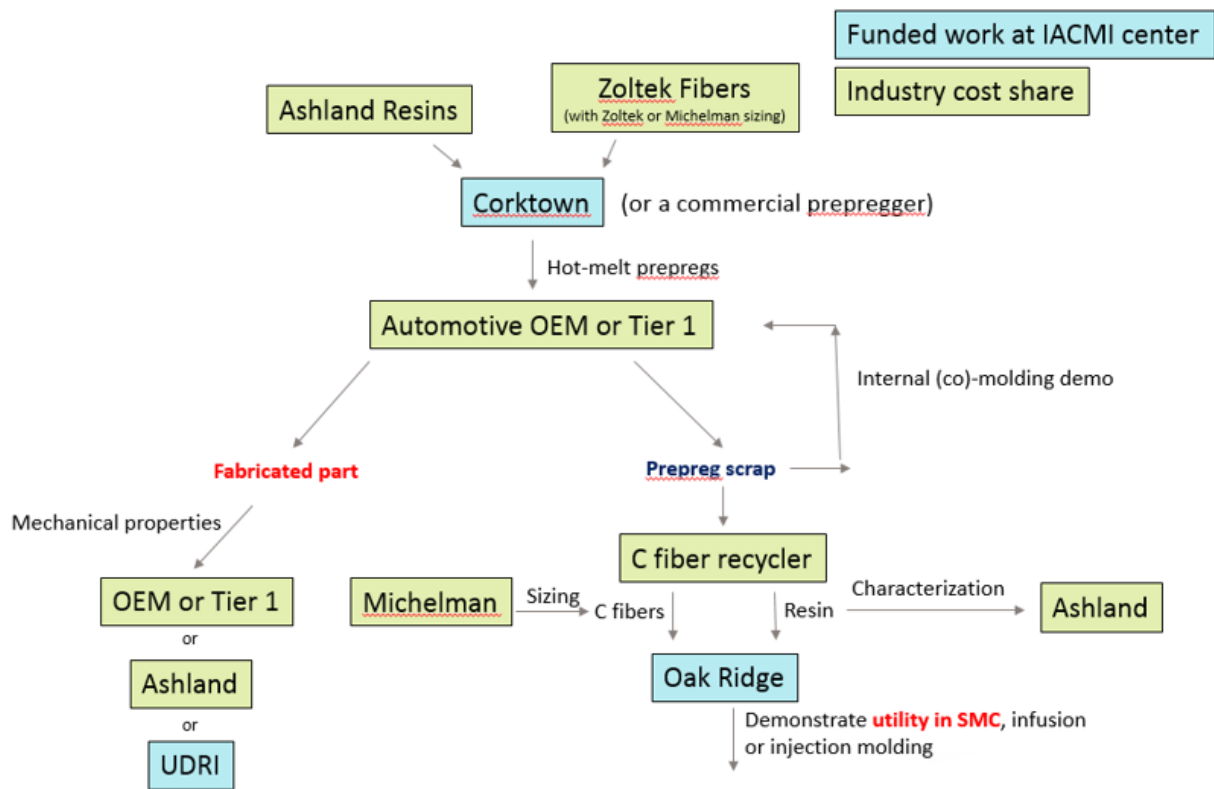 Funded work at IACMI center
Industry cost share
Ashland Resins
Zoltek Fibers
(with Zoltek or Michelman sizing)
Corktown
(or a commercial prepregger)
Hot-melt prepregs
Automotive OEM or Tier 1
Internal (co)-molding demo
Fabricated part
Prepreg scrap
Mechanical properties
C fiber recycler
OEM or Tier 1
or
Ashland
or
UDRI
Michelman
Sizing
C fibers
Resin
Characterization
Ashland
Oak Ridge
Demonstrate utility in SMC, infusion
or injection molding